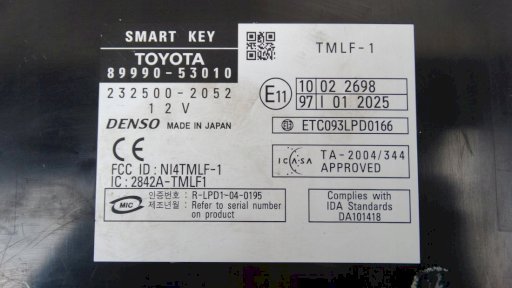 SMART KEY
TOYOTA
89990-53010
232500-2052
12V
DENSO MADE IN JAPAN
CE
FCC ID : NI4TMLF-1
IC : 2842A-TMLF1
MIC
인증번호 : R-LPD1-04-0195
제조년월 : Refer to serial number
on product
TMLF-1
E11
10 02 2698
97 I 01 2025
ETC093LPD0166
ICASA
TA-2004/344
APPROVED
Complies with
IDA Standards
DA101418